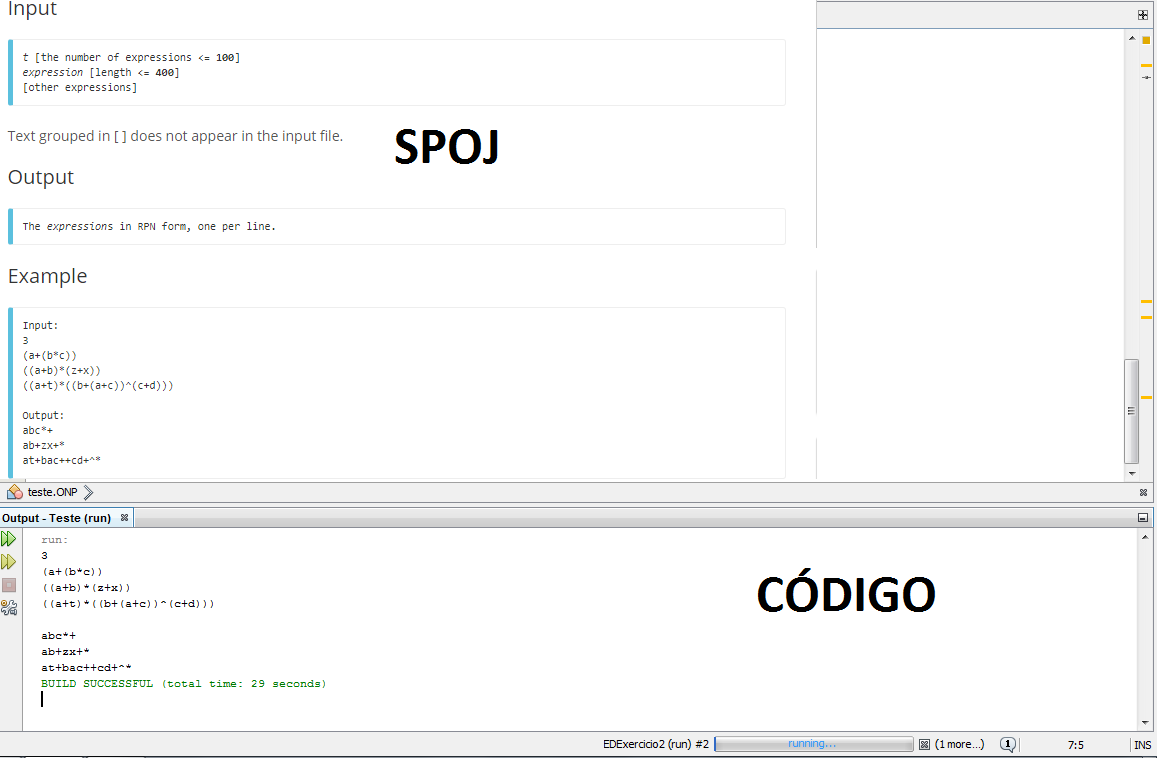 Input
t [the number of expressions <= 100]
expression [length <= 400]
[other expressions]
Text grouped in [ ] does not appear in the input file.
SPOJ
Output
The expressions in RPN form, one per line.
Example
Input:
3
(a+(b*c))
((a+b)*(z+x))
((a+t)*((b+(a+c))^(c+d)))
Output:
abc*+
ab+zx+*
at+bac++cd+^*
teste.ONP
Output - Teste (run)
run:
3
(a+(b*c))
((a+b)*(z+x))
((a+t)*((b+(a+c))^(c+d)))
abc*+
ab+zx+*
at+bac++cd+^*
BUILD SUCCESSFUL (total time: 29 seconds)
CÓDIGO
EDExercicio2 (run) #2
running...
(1 more...)
1
7:5
INS